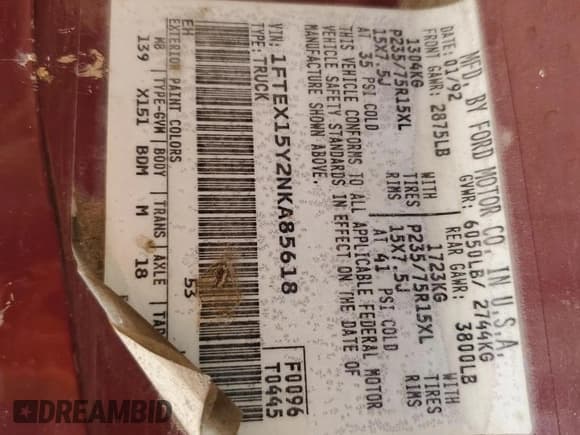 MFD. BY FORD MOTOR CO. IN U.S.A.
DATE: 01/92 GVWR: 6050LB/ 2744KG
FRONT GAWR: 2875LB REAR GAWR: 3800LB
1304KG WITH 1723KG WITH
P235/75R15XL TIRES P235/75R15XL TIRES
15X7.5J RIMS 15X7.5J RIMS
AT 35 PSI COLD AT 41 PSI COLD
THIS VEHICLE CONFORMS TO ALL APPLICABLE FEDERAL MOTOR
VEHICLE SAFETY STANDARDS IN EFFECT ON THE DATE OF
MANUFACTURE SHOWN ABOVE.
F0096
T0445
1FTEX15Y2NKA85618
TYPE: TRUCK
EH 53
EXTERIOR PAINT COLORS
WB TYPE-GVM BODY TRANS AXLE
139 X151 BDM M 18
DREAMBID